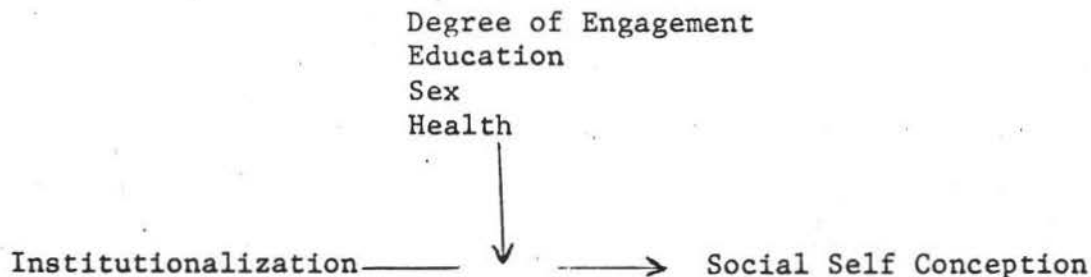 Degree of Engagement
Education
Sex
Health
Institutionalization Social Self Conception